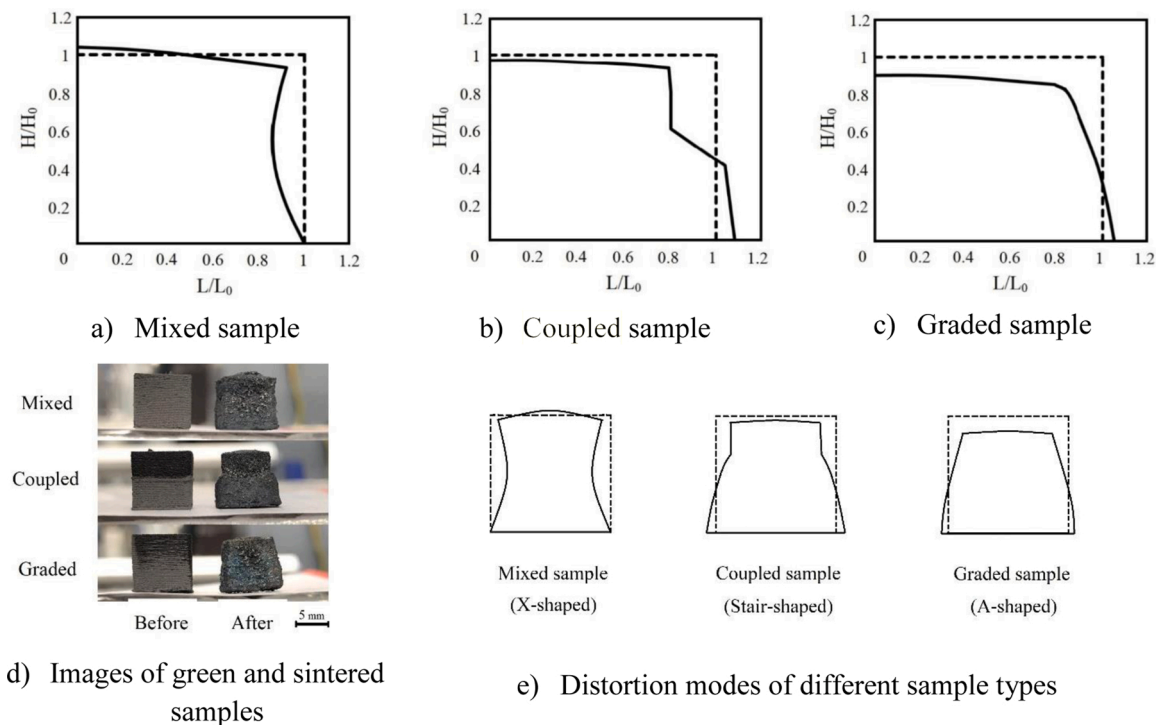 1.2
1
0.8
0.6
0.4
0.2
0
0.2
0.4
0.6
0.8
1
1.2
H/H₀
L/L₀
a) Mixed sample
1.2
1
0.8
0.6
0.4
0.2
0
0.2
0.4
0.6
0.8
1
1.2
H/H₀
L/L₀
b) Coupled sample
1.2
1
0.8
0.6
0.4
0.2
0
0.2
0.4
0.6
0.8
1
1.2
H/H₀
L/L₀
c) Graded sample
Mixed
Coupled
Graded
Before
After
5 mm
d) Images of green and sintered
samples
Mixed sample
(X-shaped)
Coupled sample
(Stair-shaped)
Graded sample
(A-shaped)
e) Distortion modes of different sample types